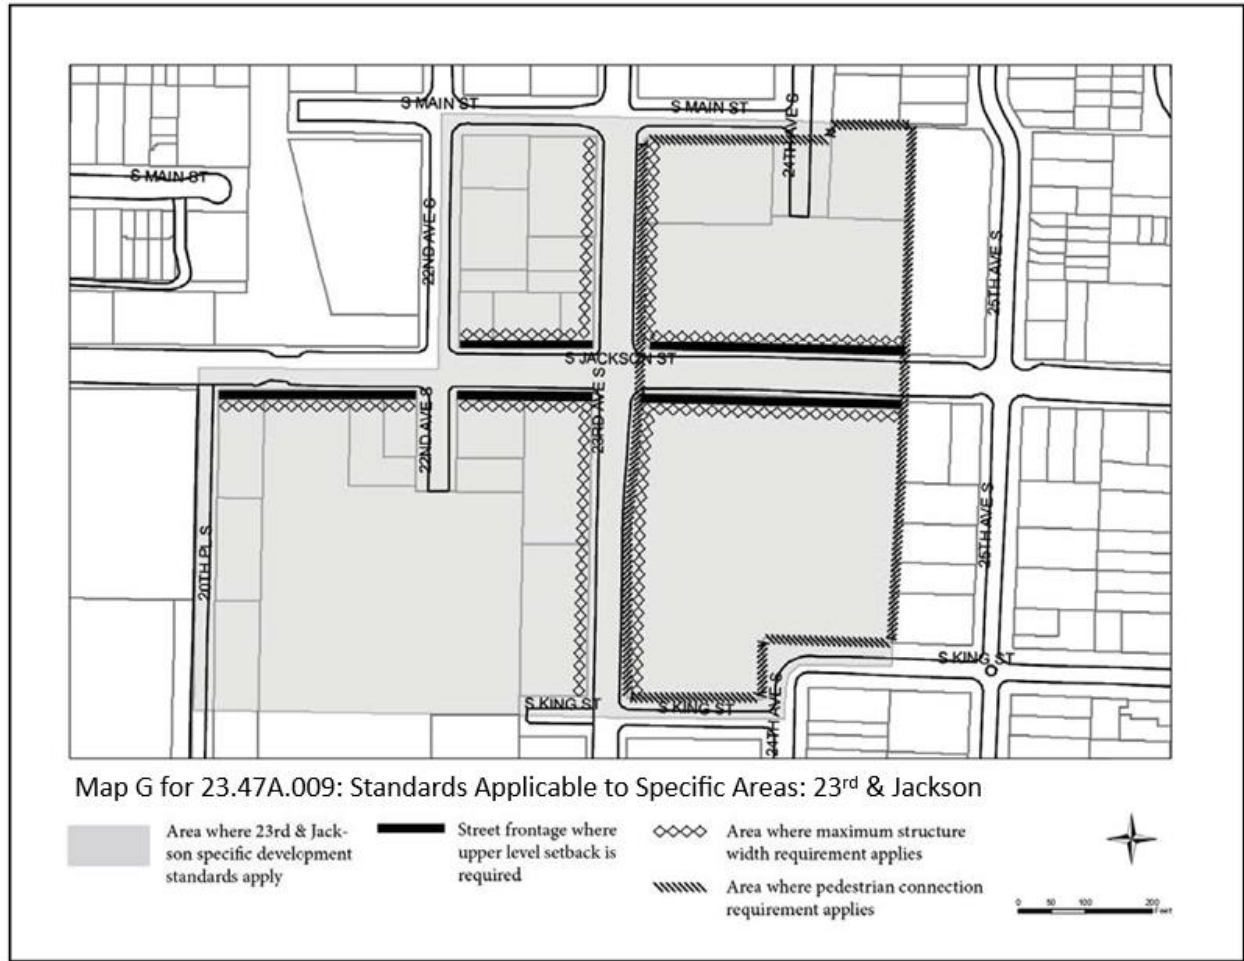 S MAIN ST
S MAIN ST
24TH AVE S
S MAIN ST
22ND AVE S
25TH AVE S
S JACKSON ST
23RD AVE S
22ND AVE S
25TH AVE S
20TH PL S
S KING ST
S KING ST
S KING ST
24TH AVE S
Map G for 23.47A.009: Standards Applicable to Specific Areas: 23rd & Jackson
Area where 23rd & Jack-
son specific development
standards apply
Street frontage where
upper level setback is
required
Area where maximum structure
width requirement applies
Area where pedestrian connection
requirement applies
0 50 100 200
Feet